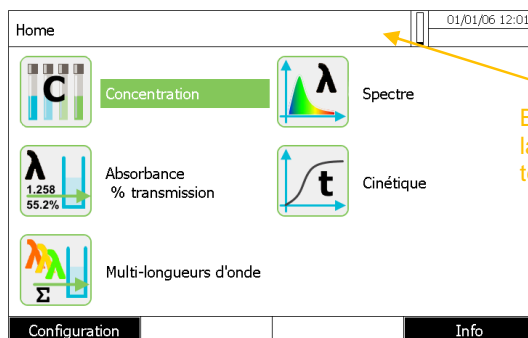 Home
01/01/06 12:01
C
Concentration
λ
Spectre
λ
1.258
55.2%
Absorbance
% transmission
t
Cinétique
λλλ
Σ
Multi-longueurs d'onde
Configuration
Info